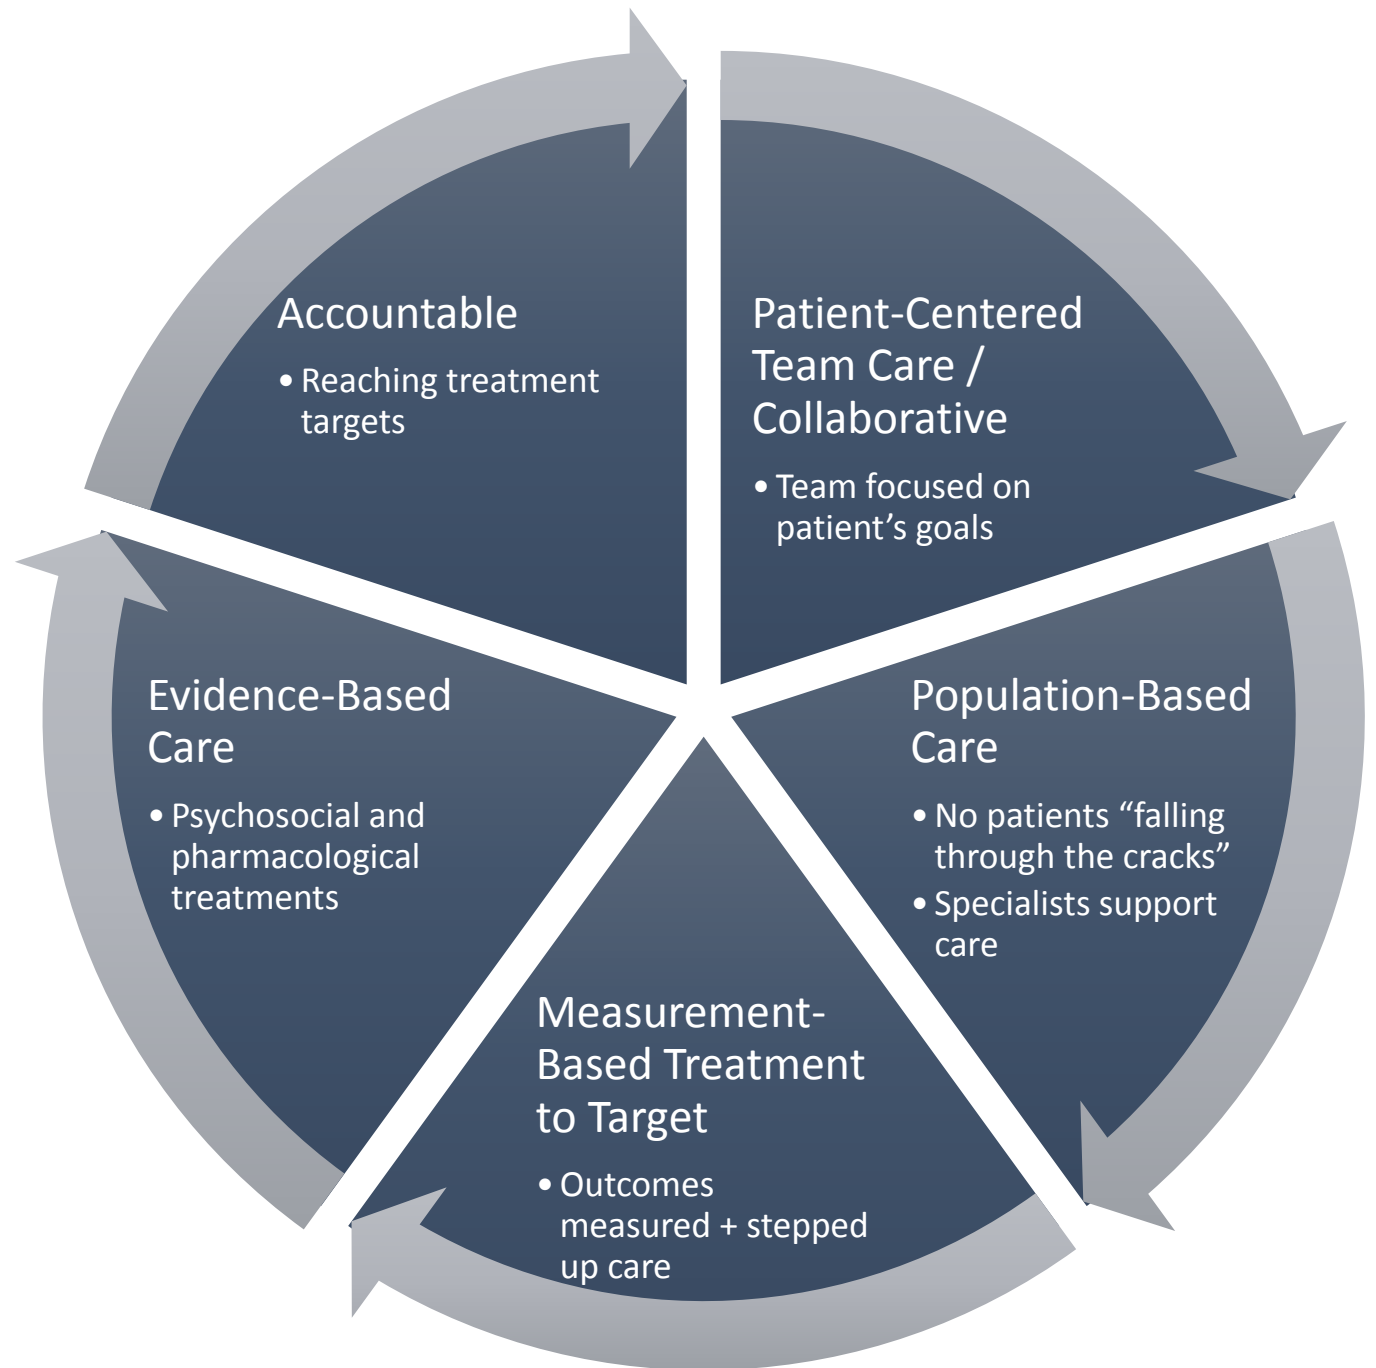 Accountable
• Reaching treatment
targets
Patient-Centered
Team Care /
Collaborative
• Team focused on
patient’s goals
Population-Based
Care
• No patients “falling
through the cracks”
• Specialists support
care
Measurement-
Based Treatment
to Target
• Outcomes
measured + stepped
up care
Evidence-Based
Care
• Psychosocial and
pharmacological
treatments